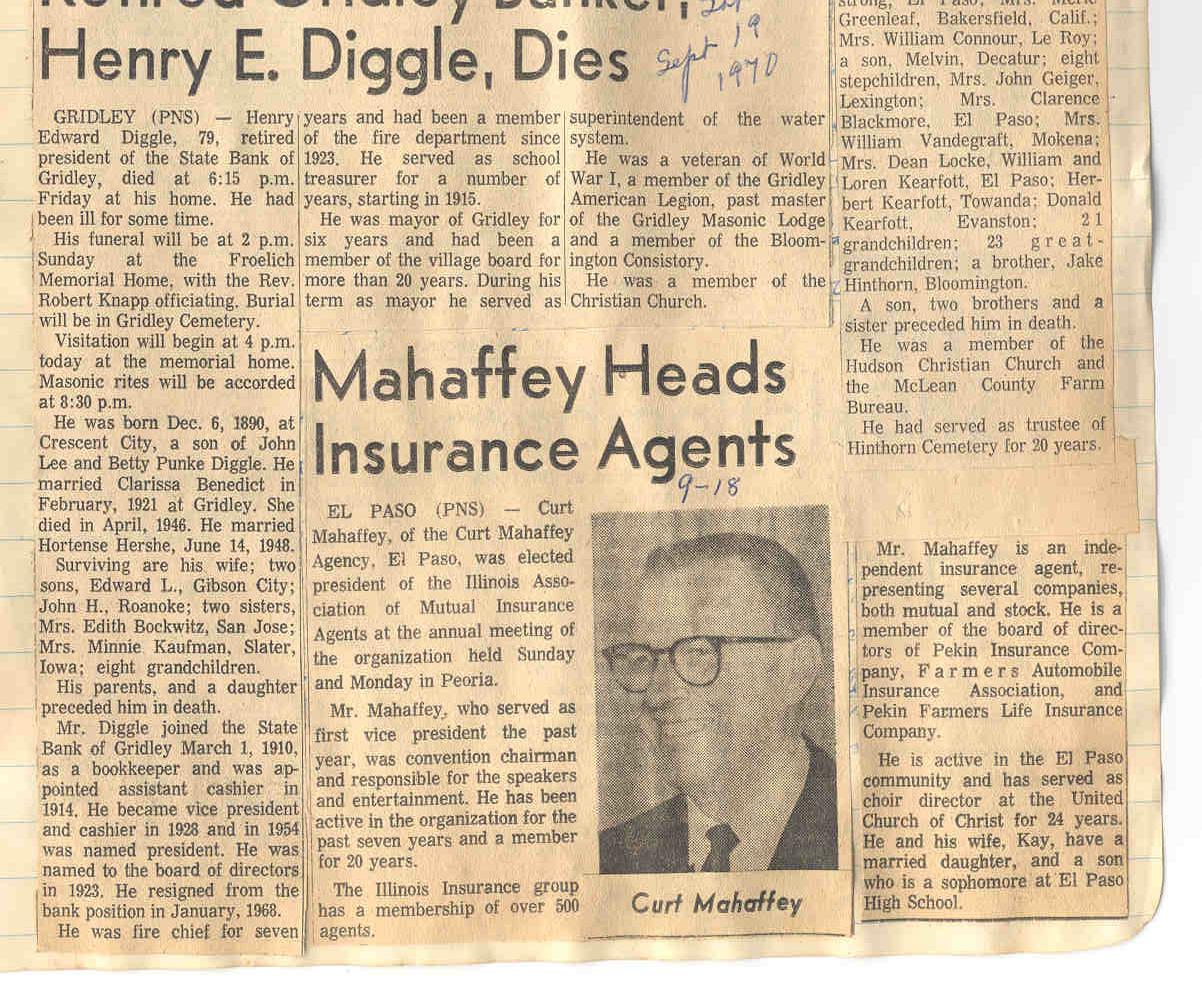 Retired Gridley Banker,
Henry E. Diggle, Dies
Sept 19
1970
GRIDLEY (PNS) — Henry
Edward Diggle, 79, retired
president of the State Bank of
Gridley, died at 6:15 p.m.
Friday at his home. He had
been ill for some time.
His funeral will be at 2 p.m.
Sunday at the Froelich
Memorial Home, with the Rev.
Robert Knapp officiating. Burial
will be in Gridley Cemetery.
Visitation will begin at 4 p.m.
today at the memorial home.
Masonic rites will be accorded
at 8:30 p.m.
He was born Dec. 6, 1890, at
Crescent City, a son of John
Lee and Betty Punke Diggle. He
married Clarissa Benedict in
February, 1921 at Gridley. She
died in April, 1946. He married
Hortense Hershe, June 14, 1948.
Surviving are his wife; two
sons, Edward L., Gibson City;
John H., Roanoke; two sisters,
Mrs. Edith Bockwitz, San Jose;
Mrs. Minnie Kaufman, Slater,
Iowa; eight grandchildren.
His parents, and a daughter
preceded him in death.
Mr. Diggle joined the State
Bank of Gridley March 1, 1910,
as a bookkeeper and was ap-
pointed assistant cashier in
1914. He became vice president
and cashier in 1928 and in 1954
was named president. He was
named to the board of directors
in 1923. He resigned from the
bank position in January, 1968.
He was fire chief for seven
years and had been a member
of the fire department since
1923. He served as school
treasurer for a number of
years, starting in 1915.
He was mayor of Gridley for
six years and had been a
member of the village board for
more than 20 years. During his
term as mayor he served as
superintendent of the water
system.
He was a veteran of World
War I, a member of the Gridley
American Legion, past master
of the Gridley Masonic Lodge
and a member of the Bloom-
ington Consistory.
He was a member of the
Christian Church.
strong, El Paso; Mrs. Merle
Greenleaf, Bakersfield, Calif.;
Mrs. William Connour, Le Roy;
a son, Melvin, Decatur; eight
stepchildren, Mrs. John Geiger,
Lexington; Mrs. Clarence
Blackmore, El Paso; Mrs.
William Vandegraft, Mokena;
Mrs. Dean Locke, William and
Loren Kearfott, El Paso; Her-
bert Kearfott, Towanda; Donald
Kearfott, Evanston; 21
grandchildren; 23 great-
grandchildren; a brother, Jake
Hinthorn, Bloomington.
A son, two brothers and a
sister preceded him in death.
He was a member of the
Hudson Christian Church and
the McLean County Farm
Bureau.
He had served as trustee of
Hinthorn Cemetery for 20 years.
Mahaffey Heads
Insurance Agents
9-18
EL PASO (PNS) — Curt
Mahaffey, of the Curt Mahaffey
Agency, El Paso, was elected
president of the Illinois Asso-
ciation of Mutual Insurance
Agents at the annual meeting of
the organization held Sunday
and Monday in Peoria.
Mr. Mahaffey, who served as
first vice president the past
year, was convention chairman
and responsible for the speakers
and entertainment. He has been
active in the organization for the
past seven years and a member
for 20 years.
The Illinois Insurance group
has a membership of over 500
agents.
Curt Mahaffey
Mr. Mahaffey is an inde-
pendent insurance agent, re-
presenting several companies,
both mutual and stock. He is a
member of the board of direc-
tors of Pekin Insurance Com-
pany, Farmers Automobile
Insurance Association, and
Pekin Farmers Life Insurance
Company.
He is active in the El Paso
community and has served as
choir director at the United
Church of Christ for 24 years.
He and his wife, Kay, have a
married daughter, and a son
who is a sophomore at El Paso
High School.